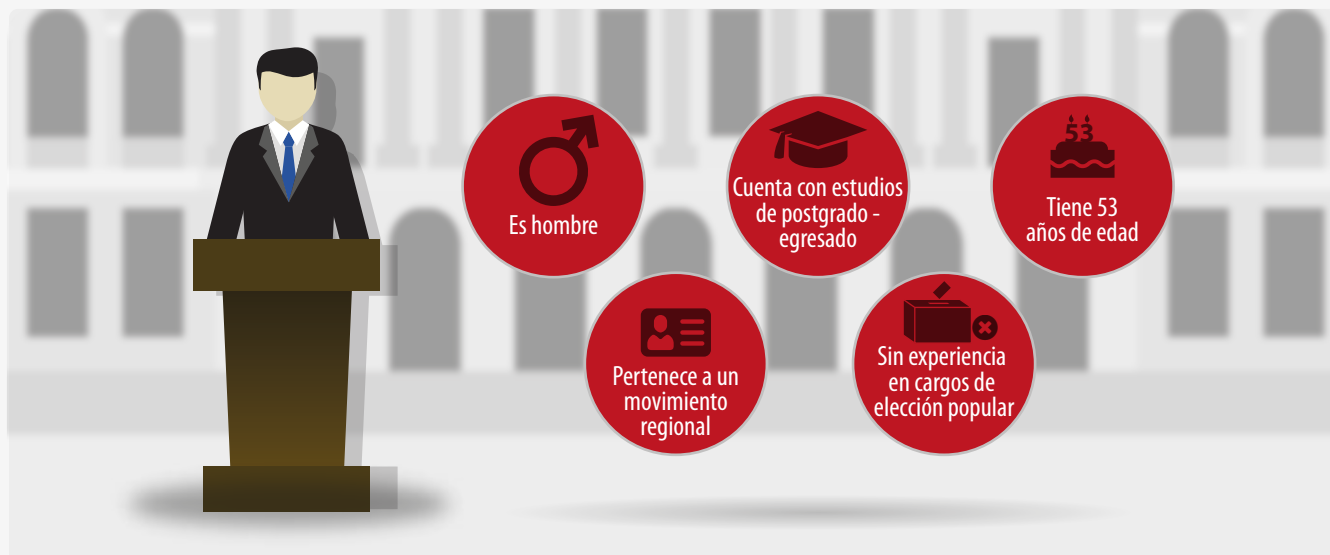 Es hombre
Cuenta con estudios
de postgrado -
egresado
53
Tiene 53
años de edad
Pertenece a un
movimiento
regional
Sin experiencia
en cargos de
elección popular